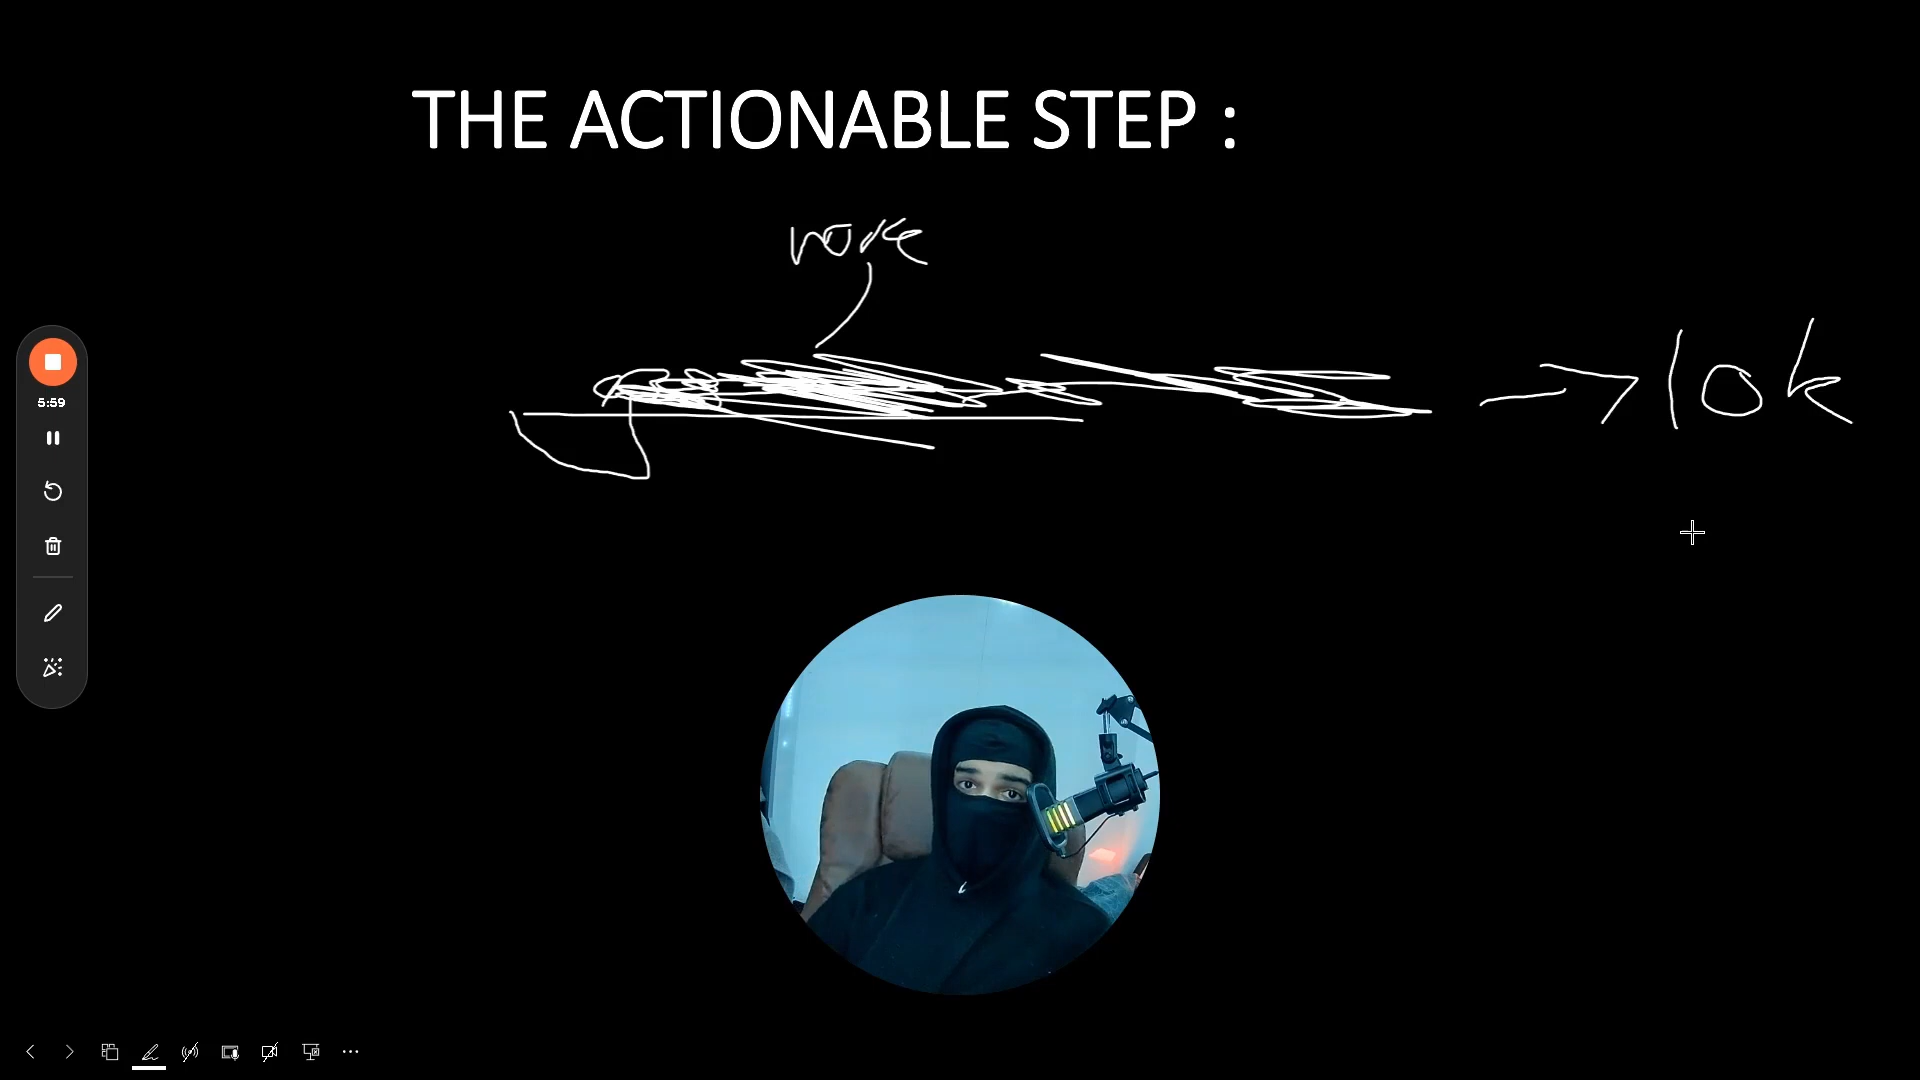 THE ACTIONABLE STEP :
work
→ 10k
5:59